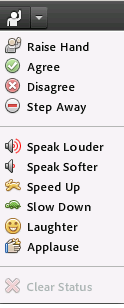 Raise Hand
Agree
Disagree
Step Away
Speak Louder
Speak Softer
Speed Up
Slow Down
Laughter
Applause
Clear Status